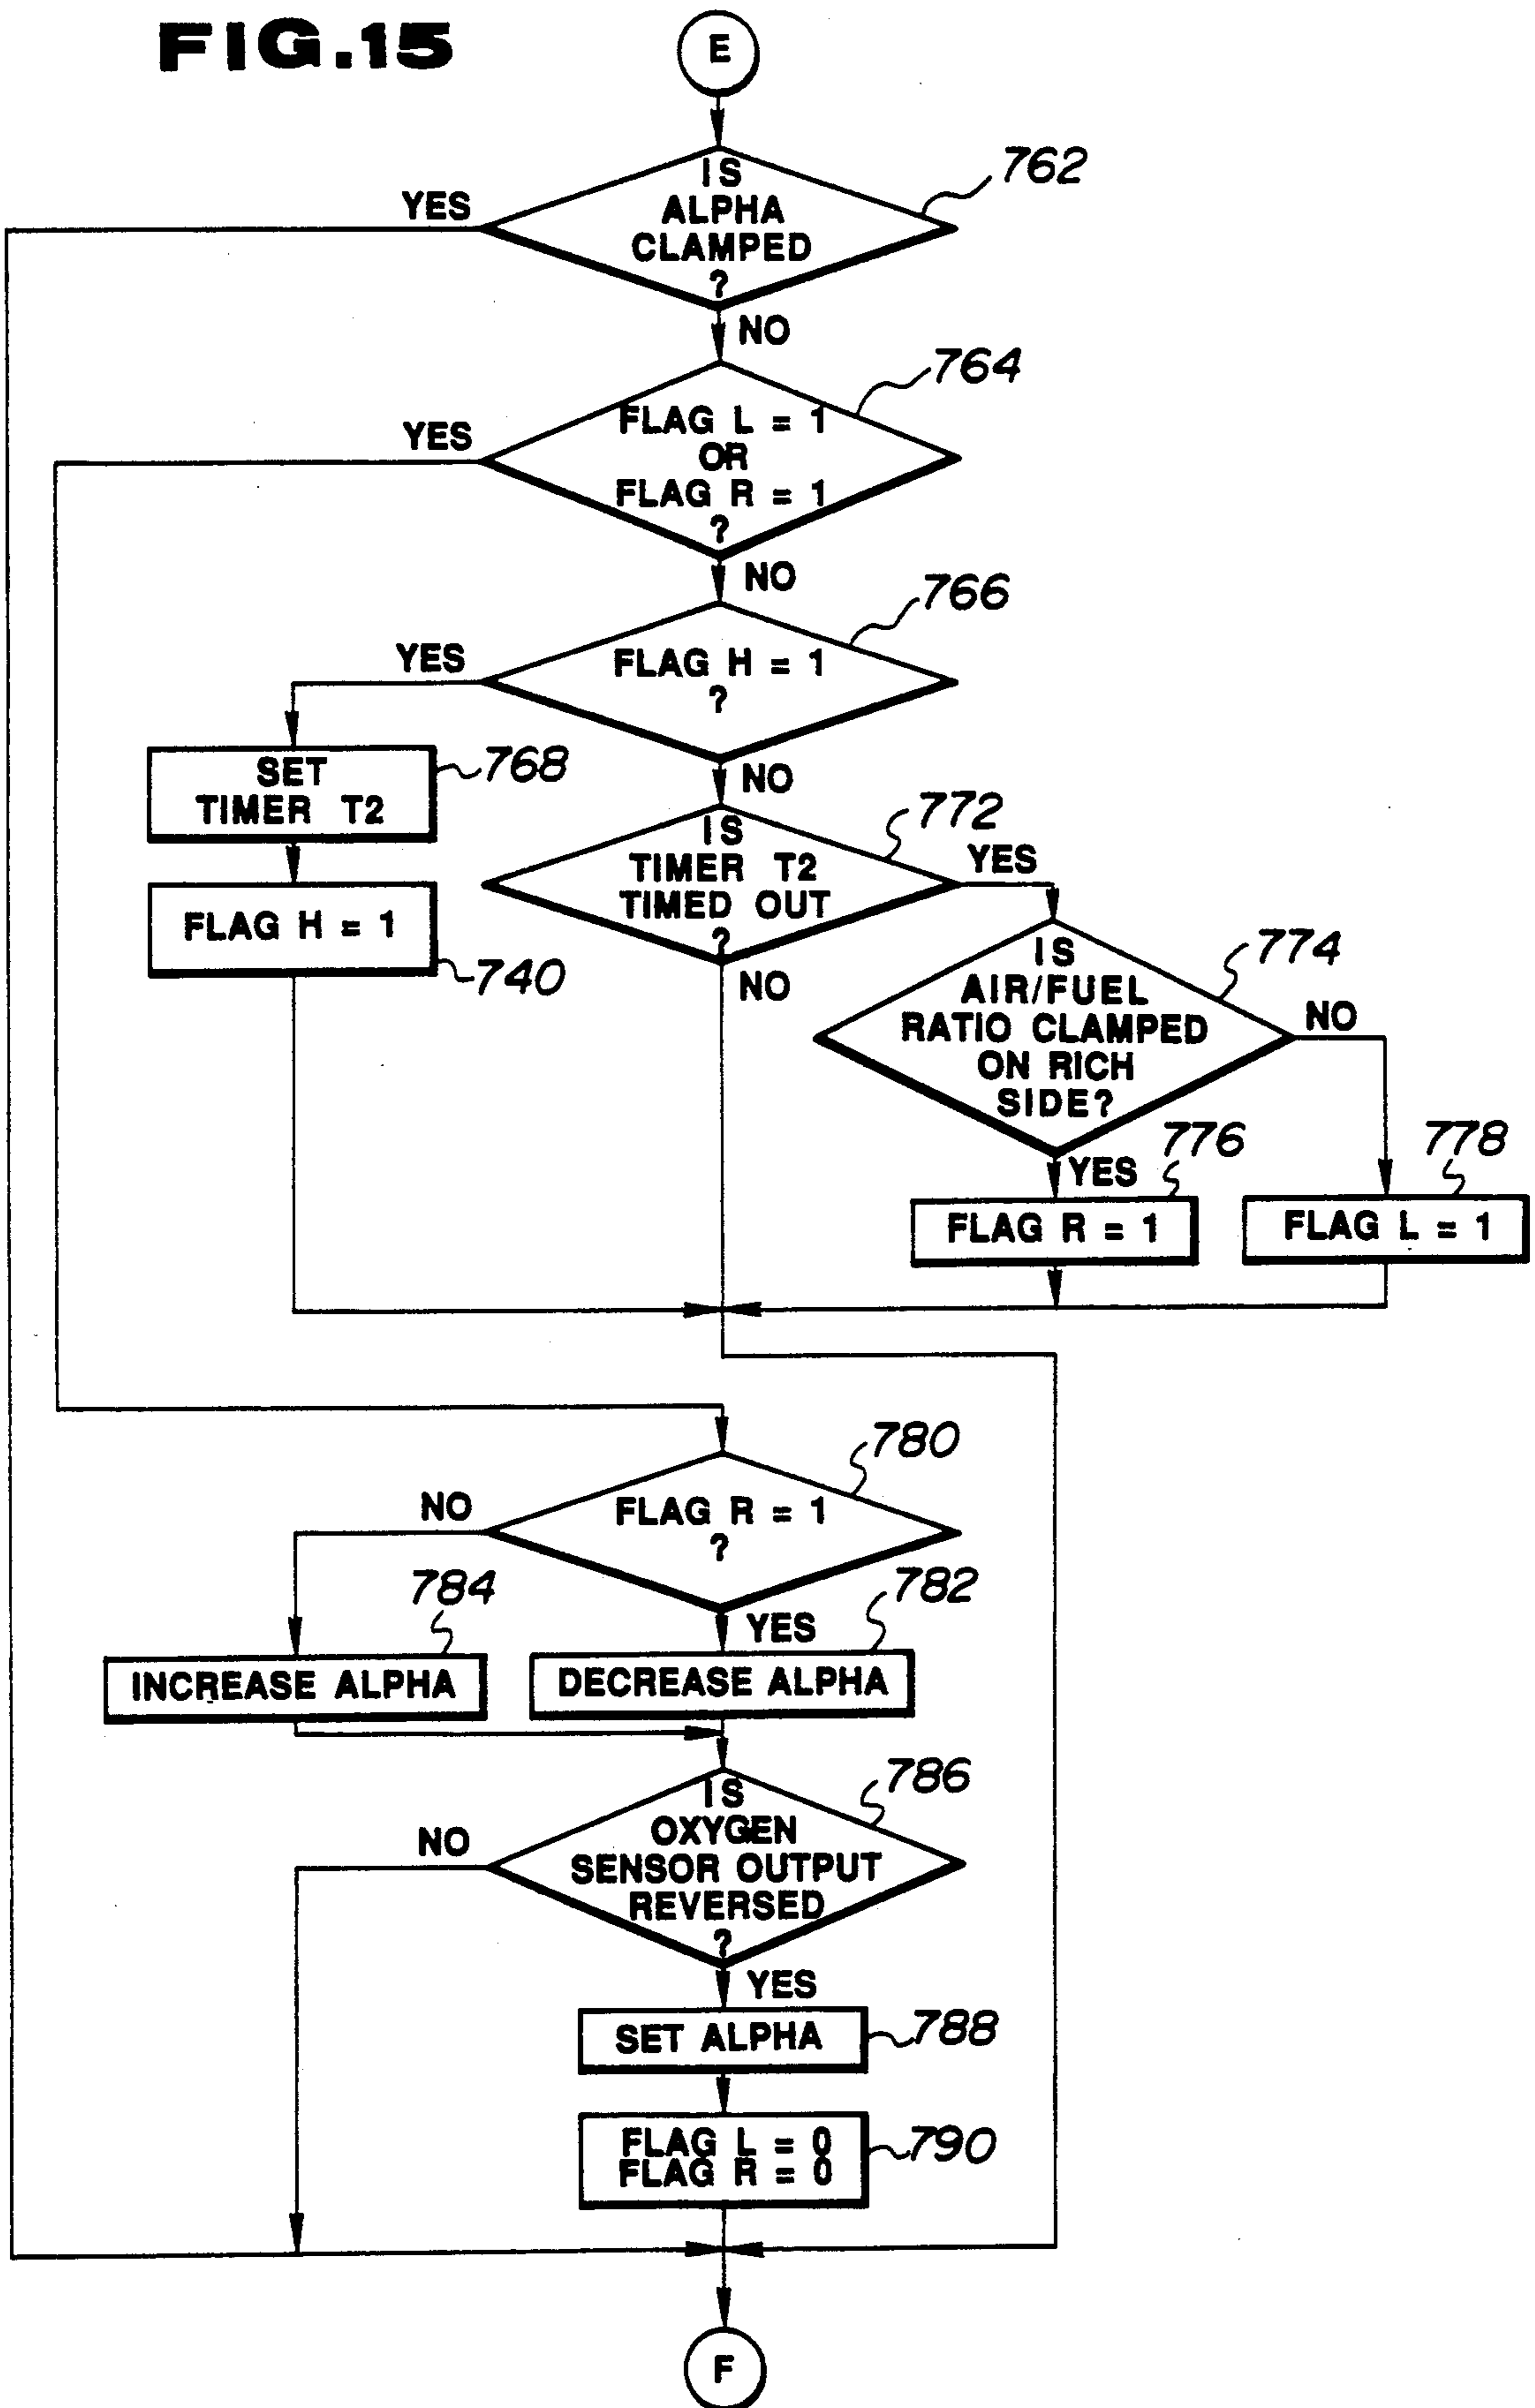 FIG.15
E
IS
ALPHA
CLAMPED
?
762
YES
NO
764
FLAG L = 1
OR
FLAG R = 1
?
YES
NO
766
FLAG H = 1
?
YES
NO
SET
TIMER T2
768
FLAG H = 1
740
IS
TIMER T2
TIMED OUT
?
772
YES
NO
IS
AIR/FUEL
RATIO CLAMPED
ON RICH
SIDE?
774
NO
YES
776
FLAG R = 1
778
FLAG L = 1
780
FLAG R = 1
?
NO
YES
784
INCREASE ALPHA
782
DECREASE ALPHA
786
IS
OXYGEN
SENSOR OUTPUT
REVERSED
?
NO
YES
SET ALPHA
788
FLAG L = 0
FLAG R = 0
790
F